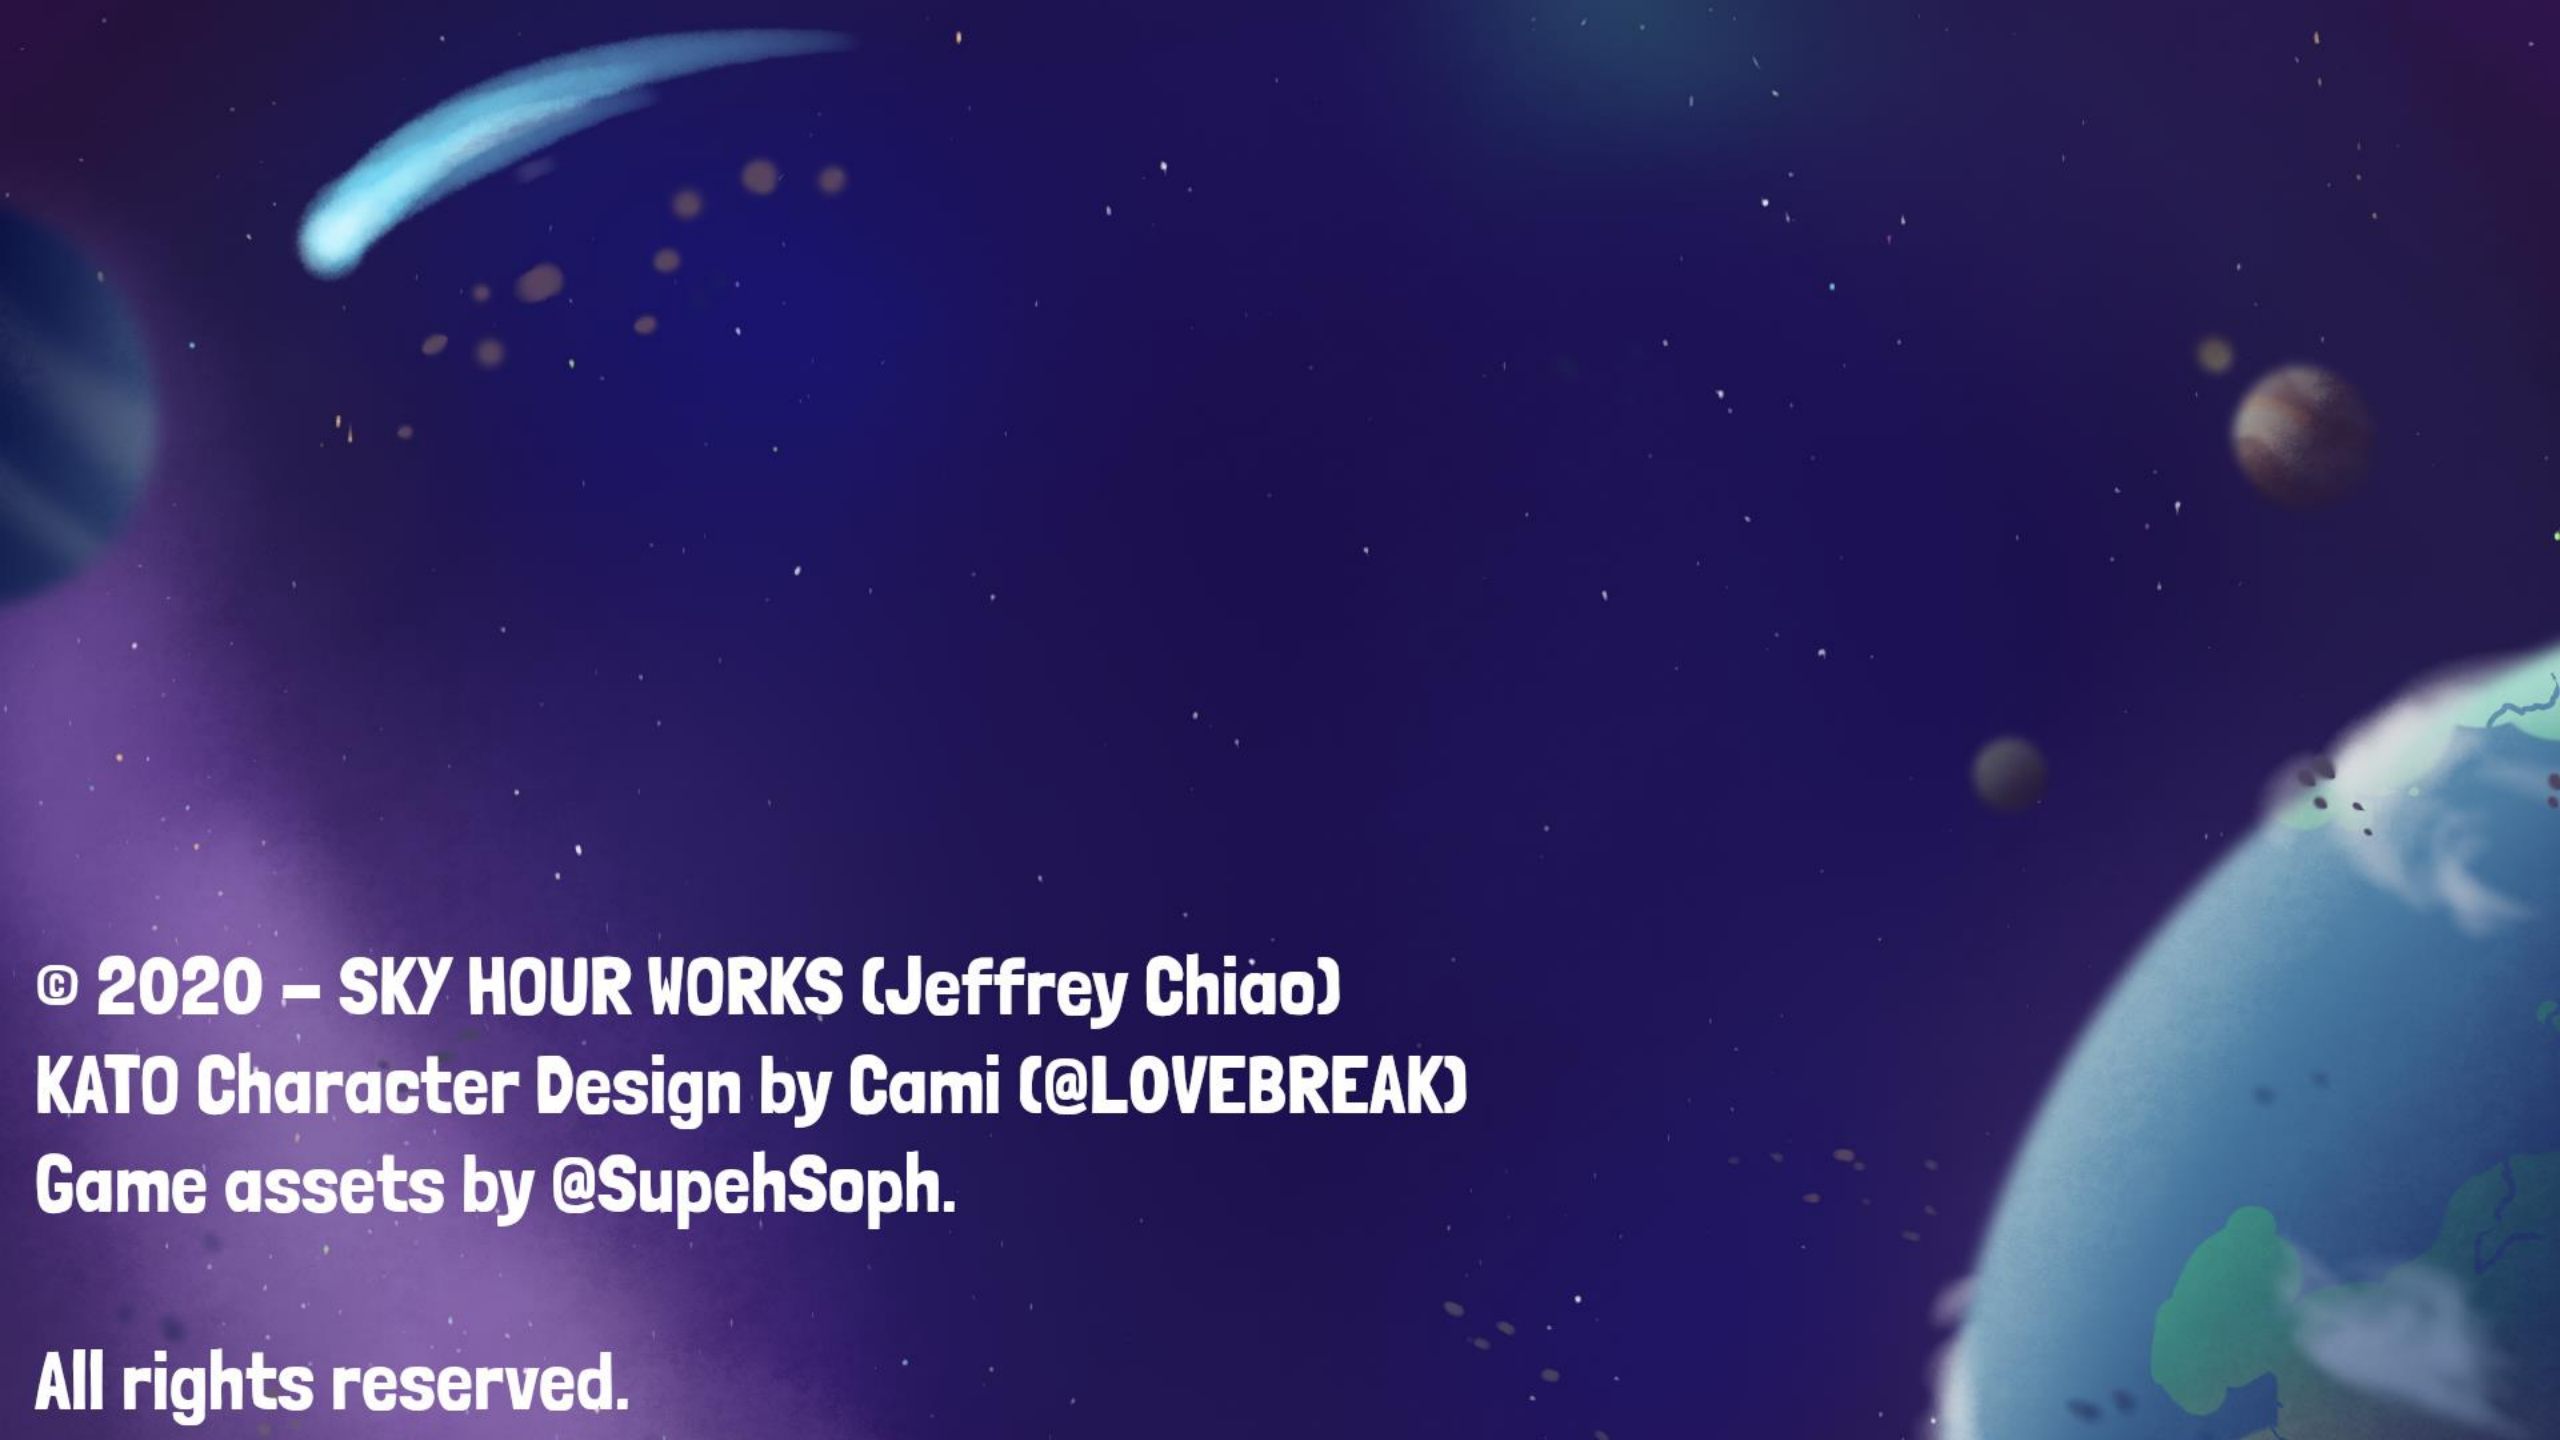 © 2020 – SKY HOUR WORKS (Jeffrey Chiao)
KATO Character Design by Cami (@LOVEBREAK)
Game assets by @SupehSoph.
All rights reserved.